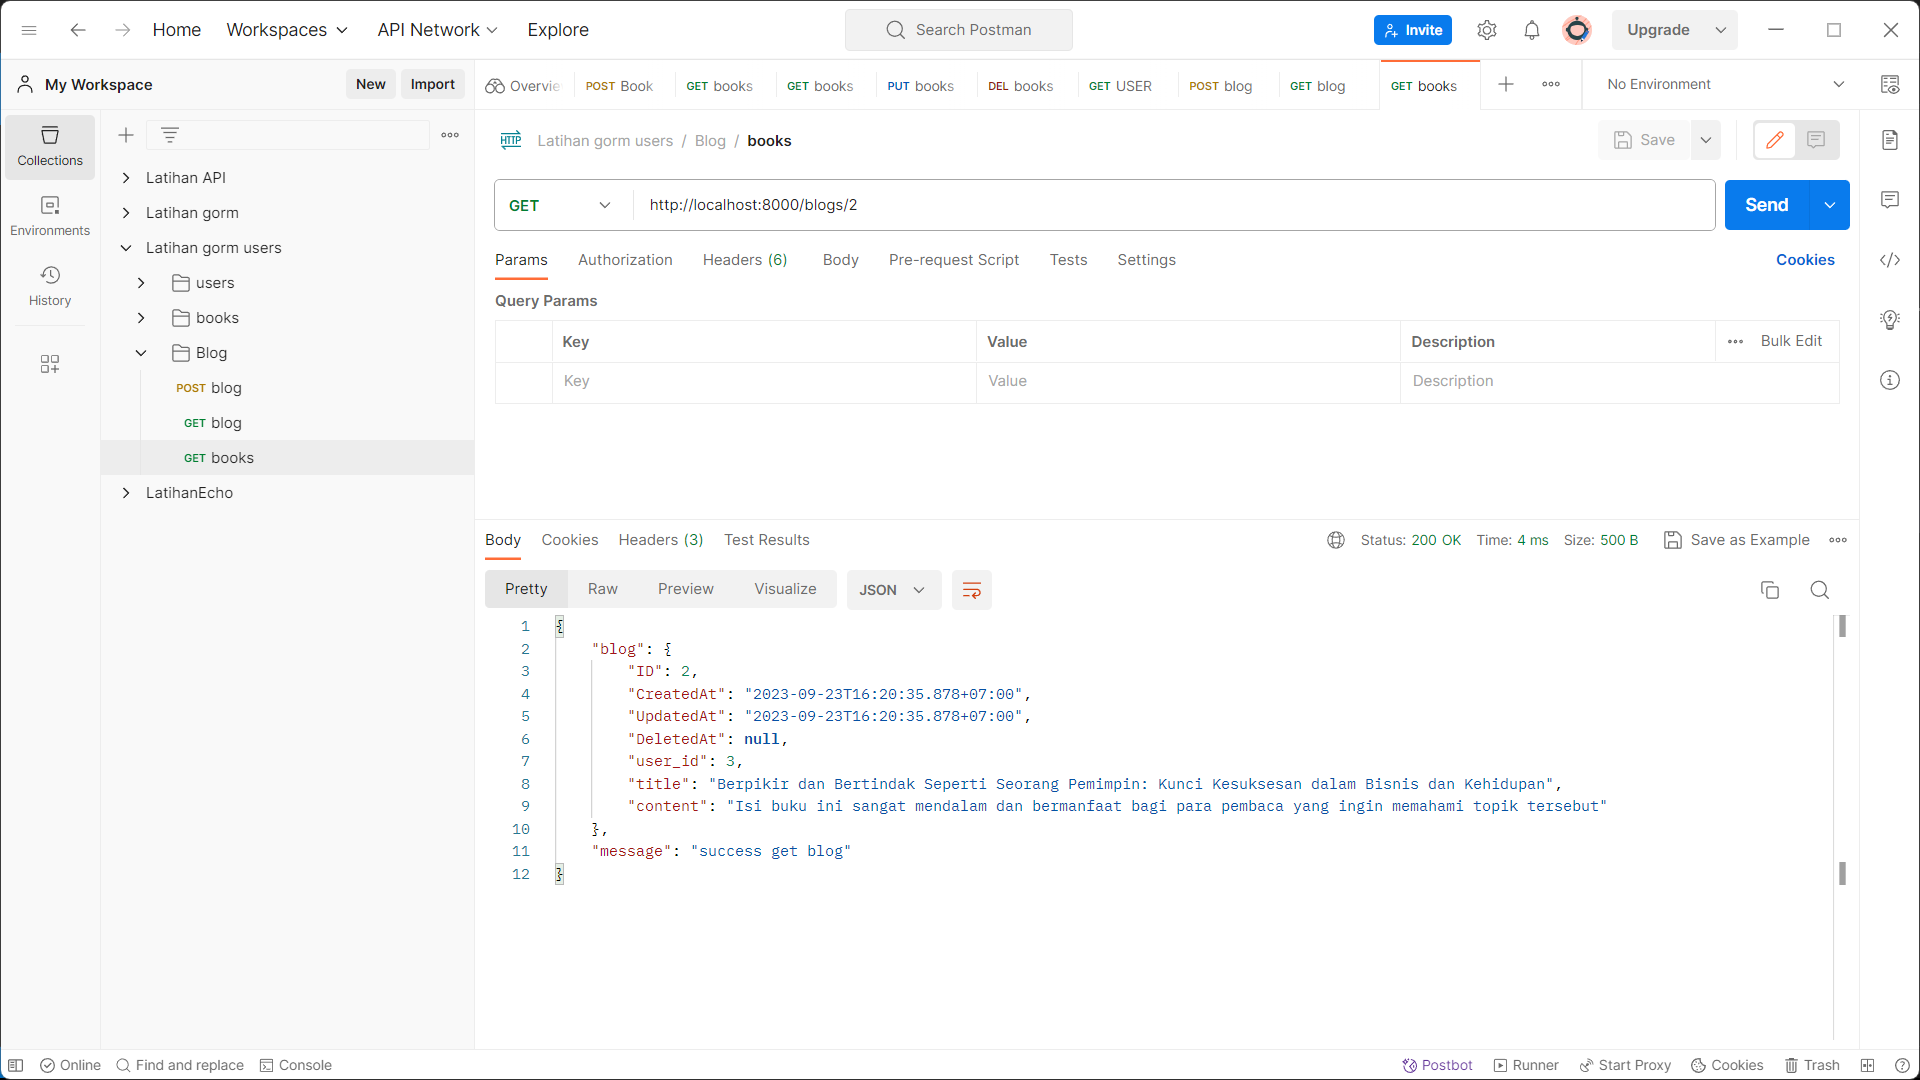 Home Workspaces API Network Explore Search Postman Invite Upgrade
My Workspace New Import Overvie POST Book GET books GET books PUT books DEL books GET USER POST blog GET blog GET books No Environment
Collections
Environments
History
Latihan API
Latihan gorm
Latihan gorm users
users
books
Blog
POST blog
GET blog
GET books
LatihanEcho
HTTP Latihan gorm users / Blog / books Save
GET http://localhost:8000/blogs/2 Send
Params Authorization Headers (6) Body Pre-request Script Tests Settings Cookies
Query Params
Key Value Description Bulk Edit
Key Value Description
Body Cookies Headers (3) Test Results Status: 200 OK Time: 4 ms Size: 500 B Save as Example
Pretty Raw Preview Visualize JSON
1 {
2 "blog": {
3 "ID": 2,
4 "CreatedAt": "2023-09-23T16:20:35.878+07:00",
5 "UpdatedAt": "2023-09-23T16:20:35.878+07:00",
6 "DeletedAt": null,
7 "user_id": 3,
8 "title": "Berpikir dan Bertindak Seperti Seorang Pemimpin: Kunci Kesuksesan dalam Bisnis dan Kehidupan",
9 "content": "Isi buku ini sangat mendalam dan bermanfaat bagi para pembaca yang ingin memahami topik tersebut"
10 },
11 "message": "success get blog"
12 }
Online Find and replace Console Postbot Runner Start Proxy Cookies Trash